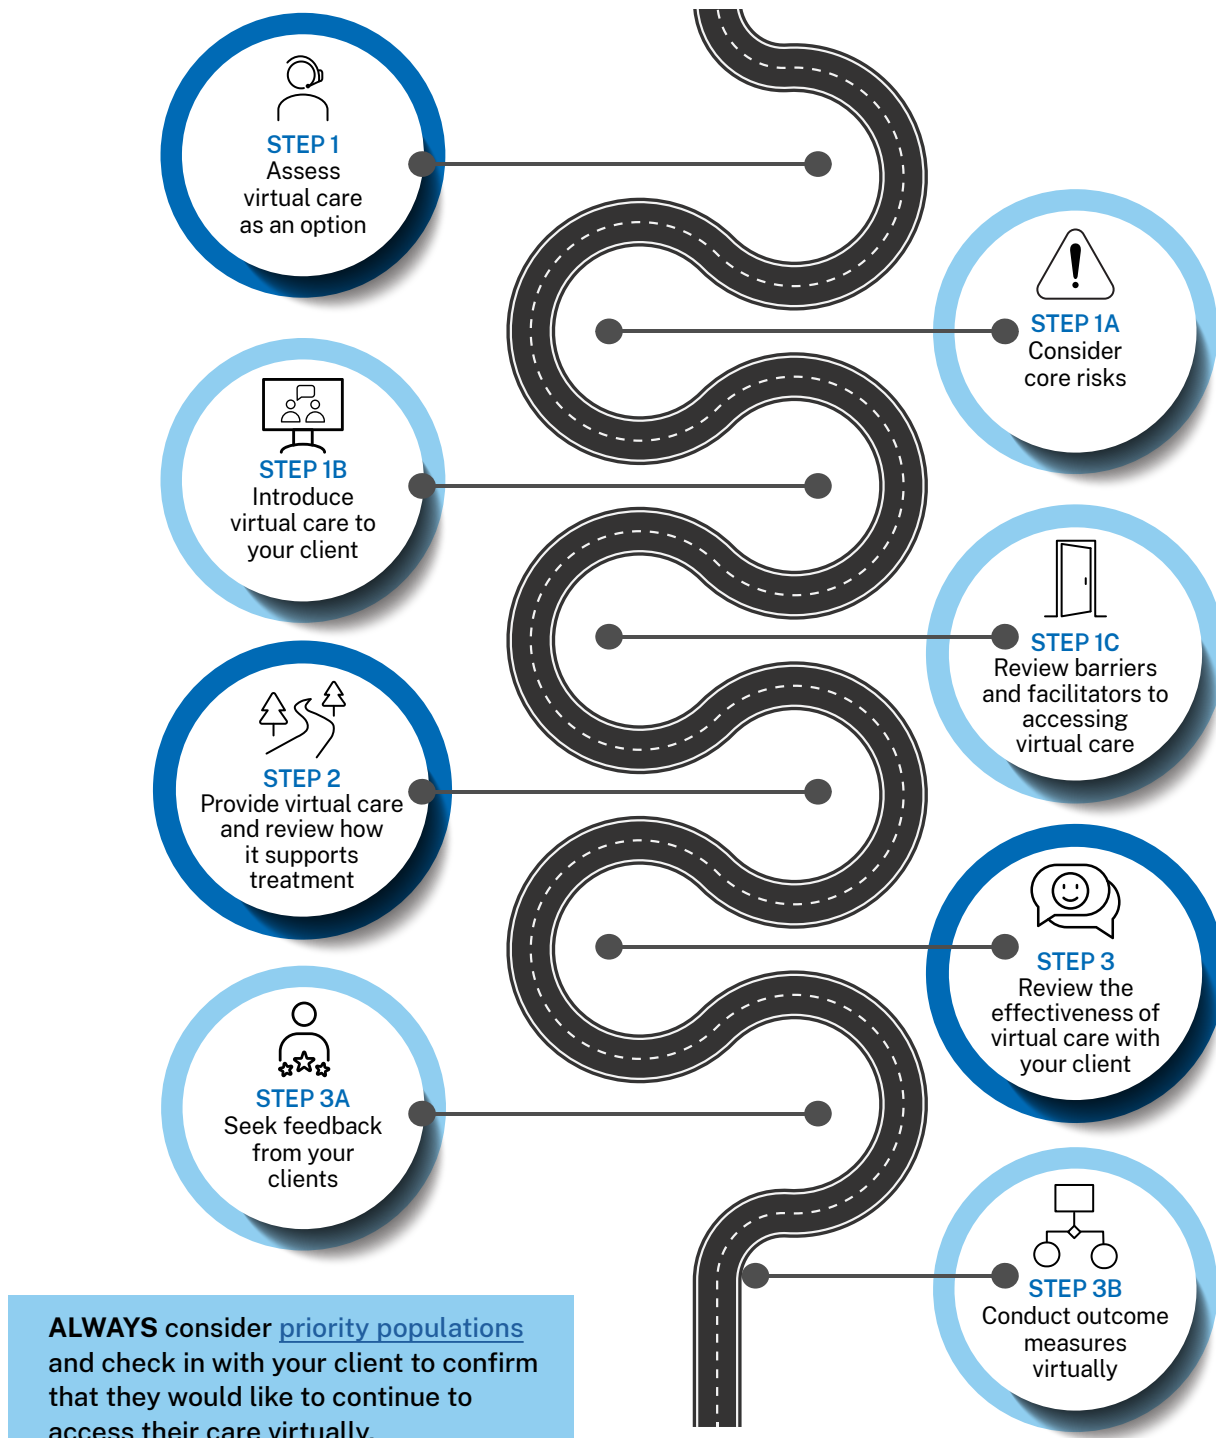 STEP 1
Assess
virtual care
as an option
STEP 1A
Consider
core risks
STEP 1B
Introduce
virtual care to
your client
STEP 1C
Review barriers
and facilitators to
accessing
virtual care
STEP 2
Provide virtual care
and review how
it supports
treatment
STEP 3
Review the
effectiveness of
virtual care with
your client
STEP 3A
Seek feedback
from your
clients
STEP 3B
Conduct outcome
measures
virtually
ALWAYS consider priority populations
and check in with your client to confirm
that they would like to continue to
access their care virtually.